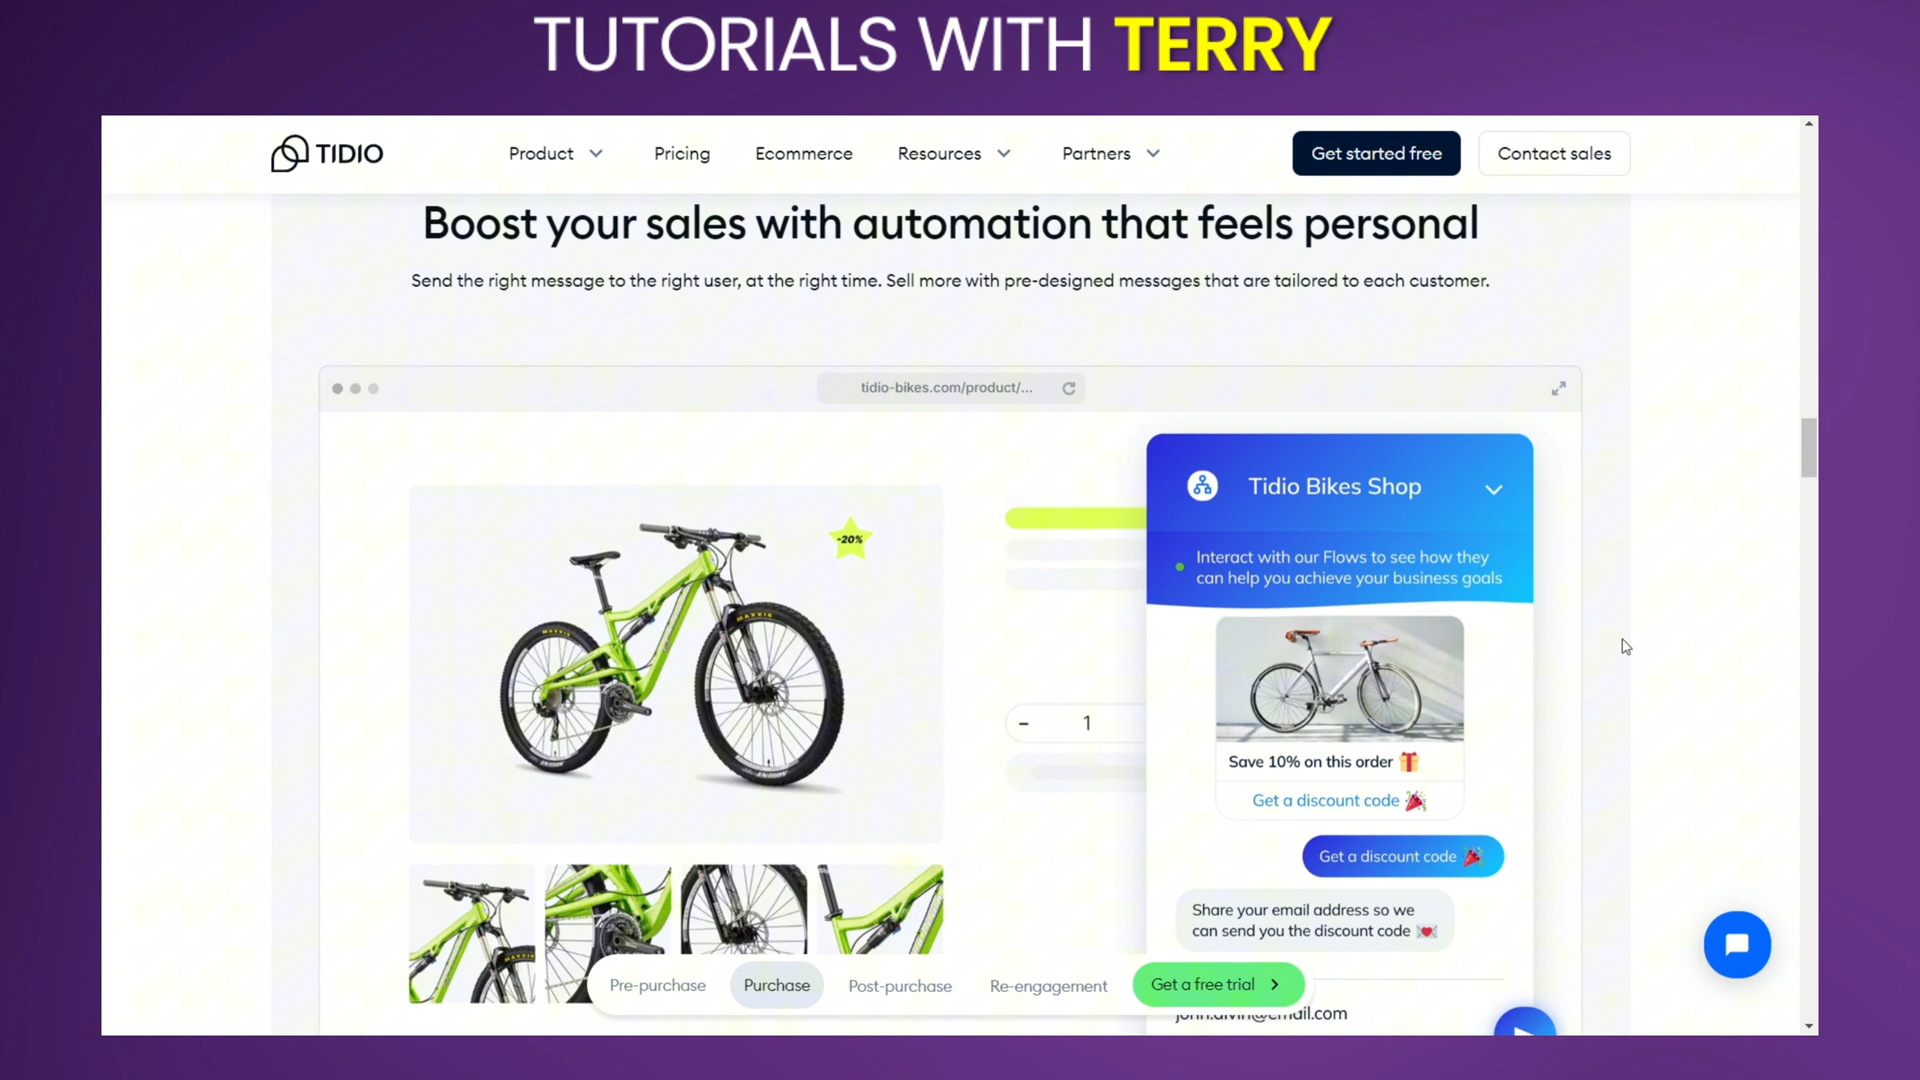 TUTORIALS WITH TERRY
TIDIO
Product
Pricing
Ecommerce
Resources
Partners
Get started free
Contact sales
Boost your sales with automation that feels personal
Send the right message to the right user, at the right time. Sell more with pre-designed messages that are tailored to each customer.
tidio-bikes.com/product/...
-20%
MAXXIS
MAXXIS
- 1
Tidio Bikes Shop
Interact with our Flows to see how they
can help you achieve your business goals
Save 10% on this order
Get a discount code
Get a discount code
Share your email address so we
can send you the discount code
Pre-purchase
Purchase
Post-purchase
Re-engagement
Get a free trial